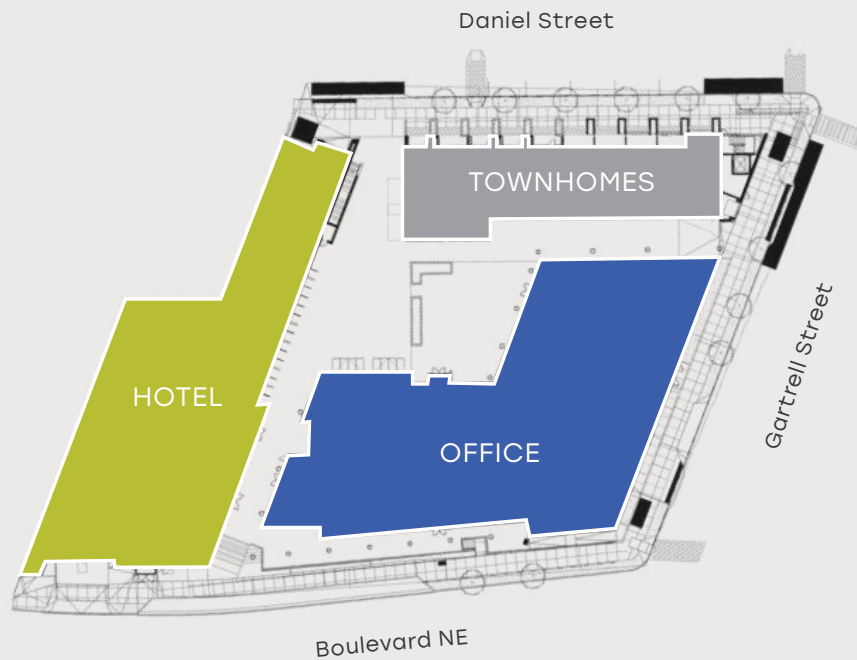 Daniel Street
TOWNHOMES
HOTEL
OFFICE
Gartrell Street
Boulevard NE